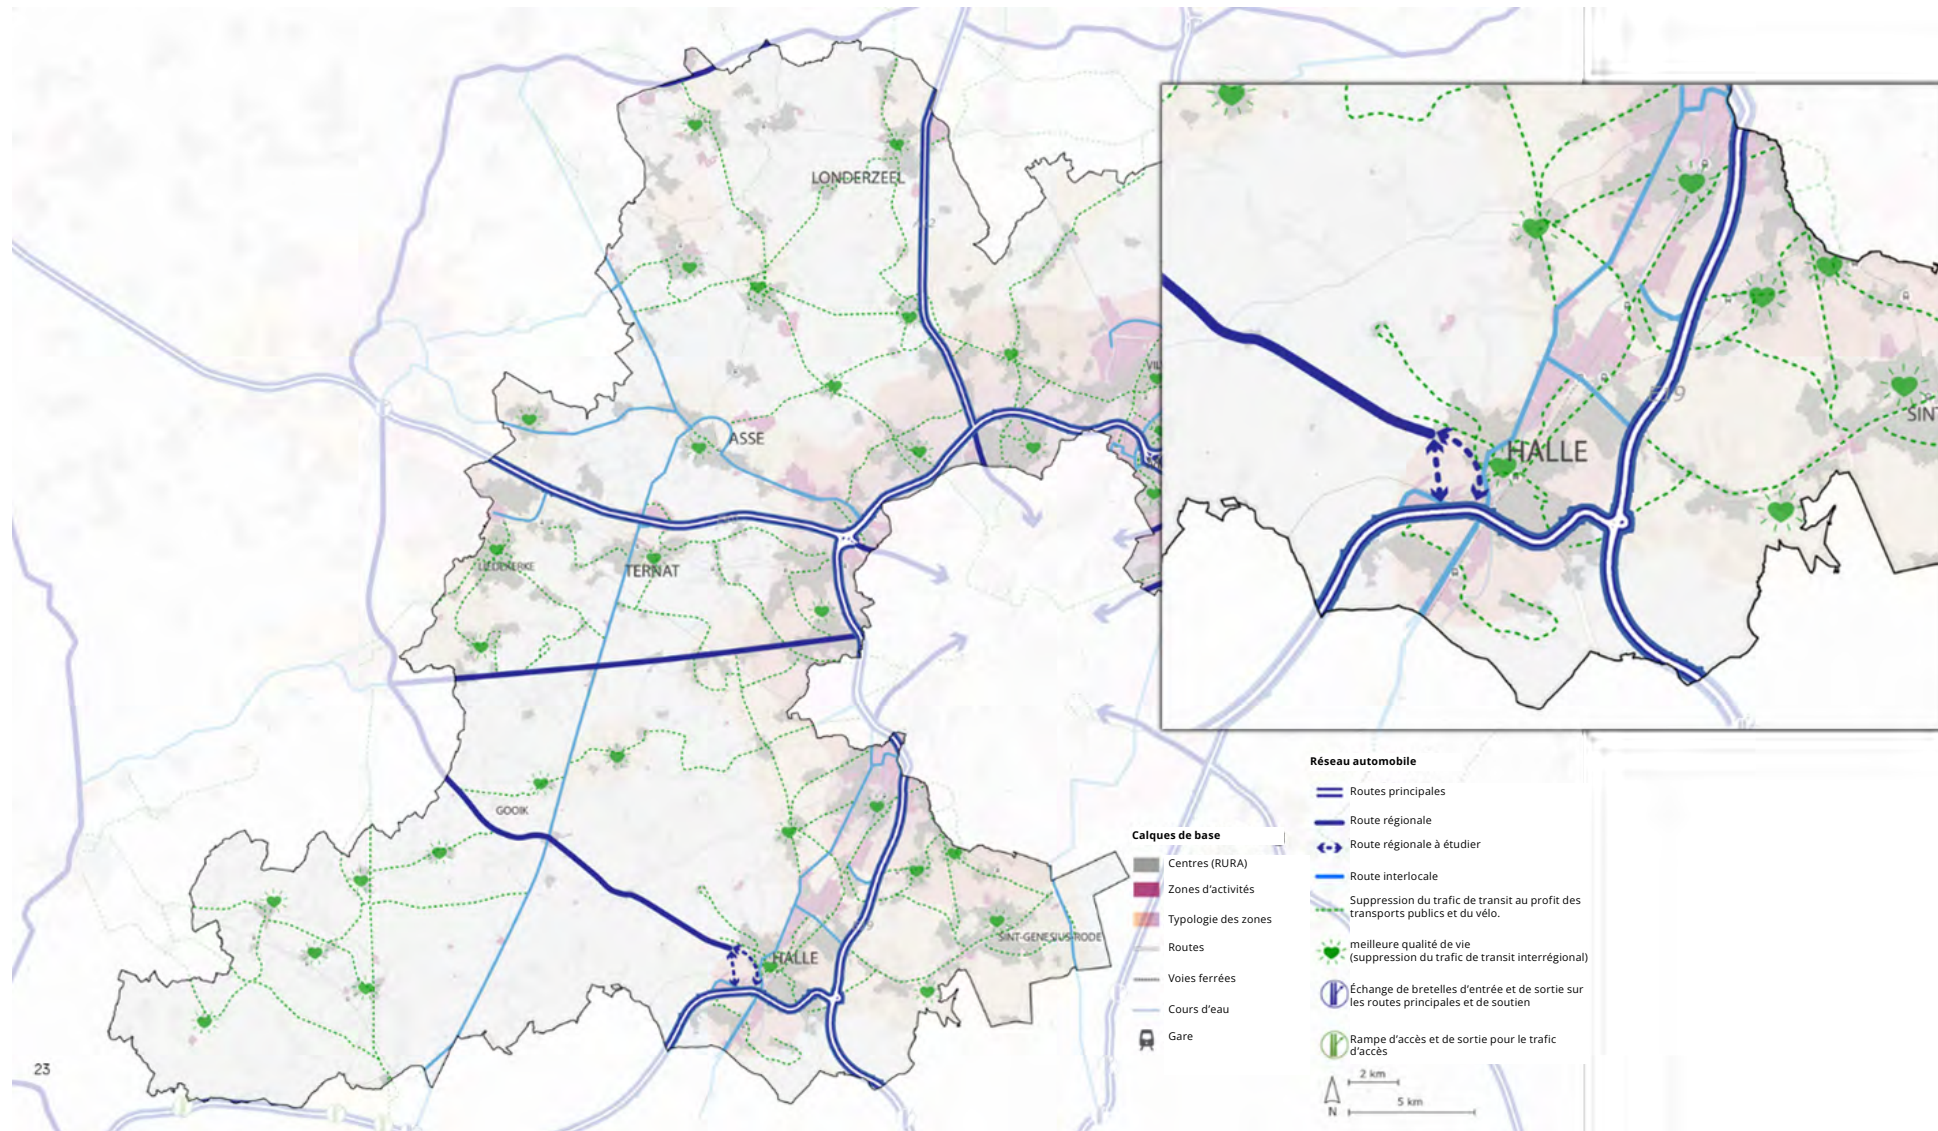 LONDERZEEL
ASSE
LIEDEKERKE
TERNAT
GOOIK
HALLE
SINT-GENESIUS-RODE
23
E19
HALLE
SINT
Réseau automobile
Routes principales
Route régionale
Route régionale à étudier
Route interlocale
Suppression du trafic de transit au profit des
transports publics et du vélo.
meilleure qualité de vie
(suppression du trafic de transit interrégional)
Échange de bretelles d’entrée et de sortie sur
les routes principales et de soutien
Rampe d’accès et de sortie pour le trafic
d’accès
2 km
5 km
N
Calques de base
Centres (RURA)
Zones d’activités
Typologie des zones
Routes
Voies ferrées
Cours d’eau
Gare